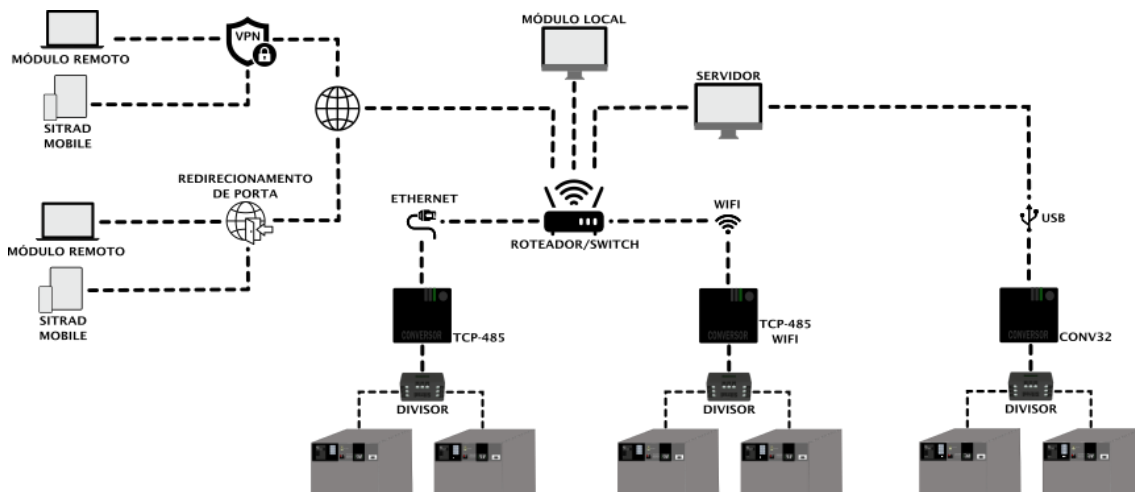 MÓDULO LOCAL
VPN
MÓDULO REMOTO
SERVIDOR
SITRAD
MOBILE
REDIRECIONAMENTO
DE PORTA
ETHERNET
WIFI
USB
ROTEADOR/SWITCH
MÓDULO REMOTO
SITRAD
MOBILE
CONVERSOR
TCP-485
CONVERSOR
TCP-485
WIFI
CONVERSOR
CONV32
DIVISOR
DIVISOR
DIVISOR